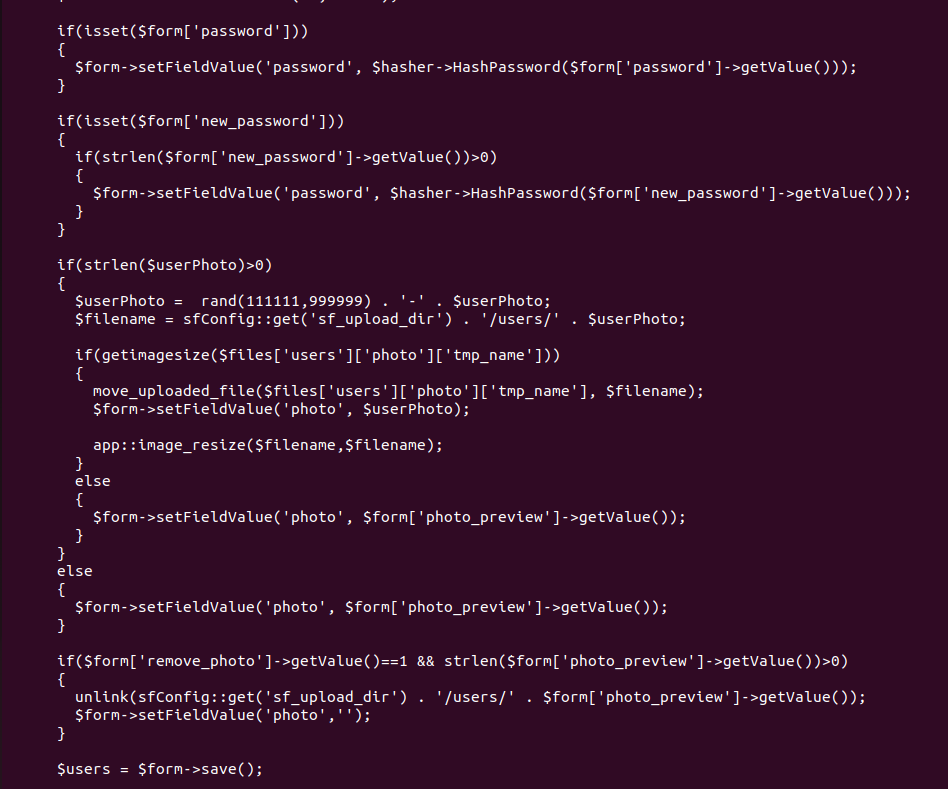 if(isset($form['password']))
{
  $form->setFieldValue('password', $hasher->HashPassword($form['password']->getValue()));
}

if(isset($form['new_password']))
{
  if(strlen($form['new_password']->getValue())>0)
  {
    $form->setFieldValue('password', $hasher->HashPassword($form['new_password']->getValue()));
  }
}

if(strlen($userPhoto)>0)
{
  $userPhoto =  rand(111111,999999) . '-' . $userPhoto;
  $filename = sfConfig::get('sf_upload_dir') . '/users/' . $userPhoto;

  if(getimagesize($files['users']['photo']['tmp_name']))
  {
    move_uploaded_file($files['users']['photo']['tmp_name'], $filename);
    $form->setFieldValue('photo', $userPhoto);

    app::image_resize($filename,$filename);
  }
  else
  {
    $form->setFieldValue('photo', $form['photo_preview']->getValue());
  }
}
else
{
  $form->setFieldValue('photo', $form['photo_preview']->getValue());
}

if($form['remove_photo']->getValue()==1 && strlen($form['photo_preview']->getValue())>0)
{
  unlink(sfConfig::get('sf_upload_dir') . '/users/' . $form['photo_preview']->getValue());
  $form->setFieldValue('photo','');
}

$users = $form->save();